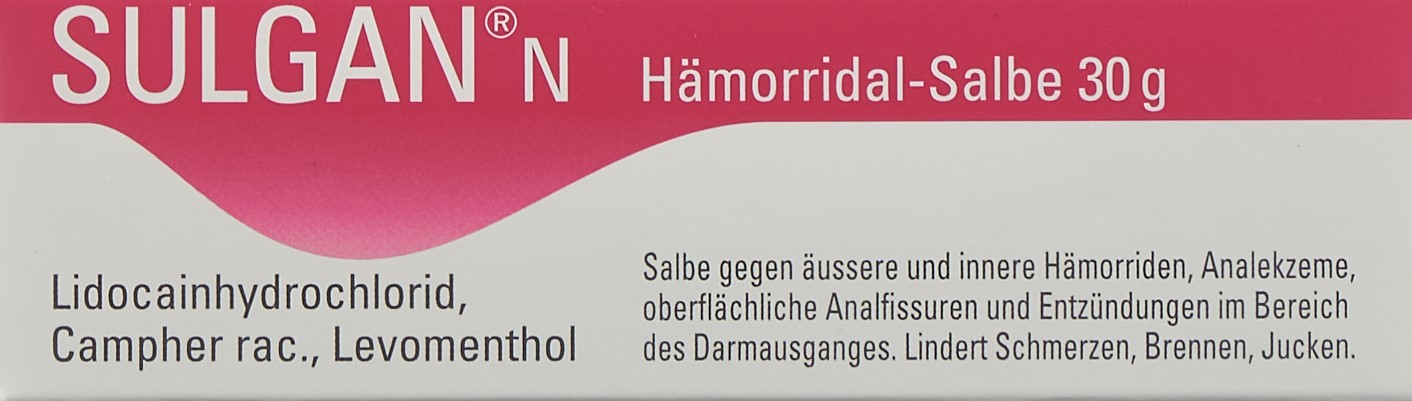 SULGAN® N Hämorridal-Salbe 30 g
Lidocainhydrochlorid,
Campher rac., Levomenthol
Salbe gegen äussere und innere Hämorriden, Analekzeme,
oberflächliche Analfissuren und Entzündungen im Bereich
des Darmausganges. Lindert Schmerzen, Brennen, Jucken.